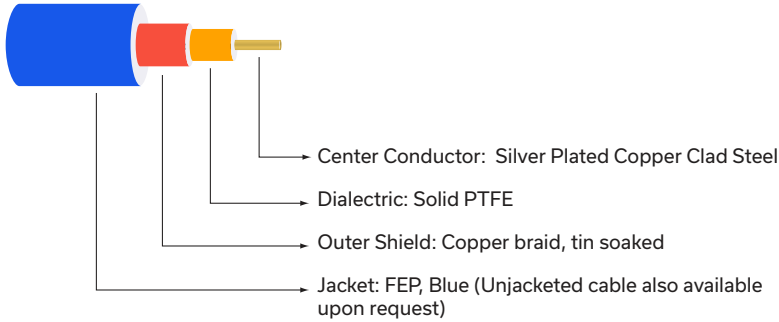 Center Conductor: Silver Plated Copper Clad Steel
Dialectric: Solid PTFE
Outer Shield: Copper braid, tin soaked
Jacket: FEP, Blue (Unjacketed cable also available
upon request)